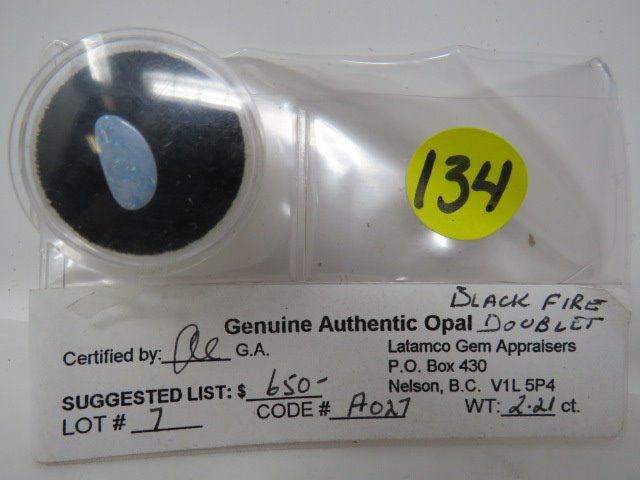 134
BLACK FIRE
Genuine Authentic Opal DOUBLET
Certified by: G.A.
Latamco Gem Appraisers
P.O. Box 430
Nelson, B.C. V1L 5P4
SUGGESTED LIST: $ 650-
LOT # 7 CODE # A027 WT: 2.21 ct.